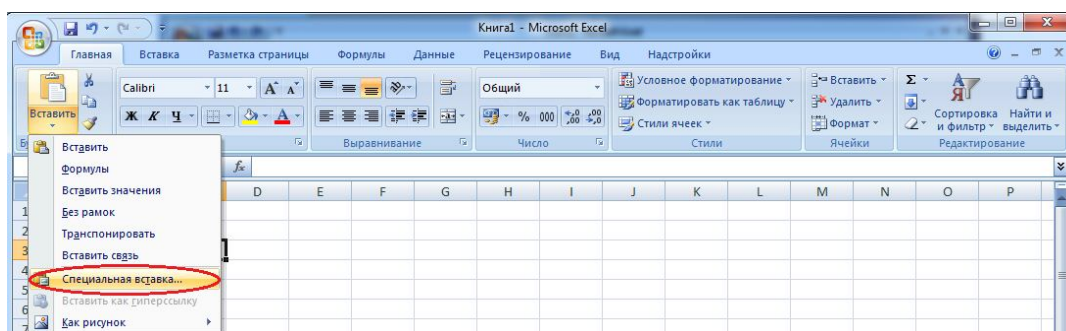 Книга1 - Microsoft Excel
Главная Вставка Разметка страницы Формулы Данные Рецензирование Вид Надстройки
Вставить
Calibri 11
Ж К Ч
Общий
% 000
Условное форматирование
Форматировать как таблицу
Стили ячеек
Вставить
Удалить
Формат
Σ
Сортировка и фильтр
Найти и выделить
Выравнивание Число Стили Ячейки Редактирование
Вставить
Формулы
Вставить значения
Без рамок
Транспонировать
Вставить связь
Специальная вставка...
Вставить как гиперссылку
Как рисунок
fx
D E F G H I J K L M N O P
1
2
3
4
5
6
7